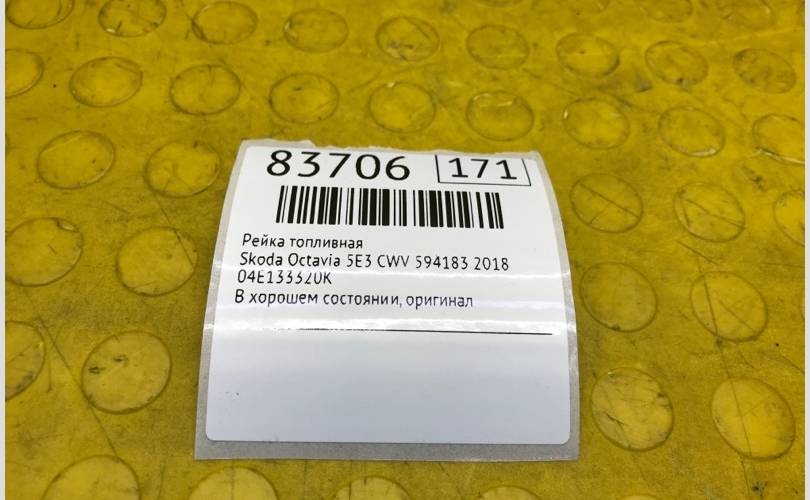 83706 171
Рейка топливная
Skoda Octavia 5E3 CWV 594183 2018
04E133320K
В хорошем состоянии, оригинал